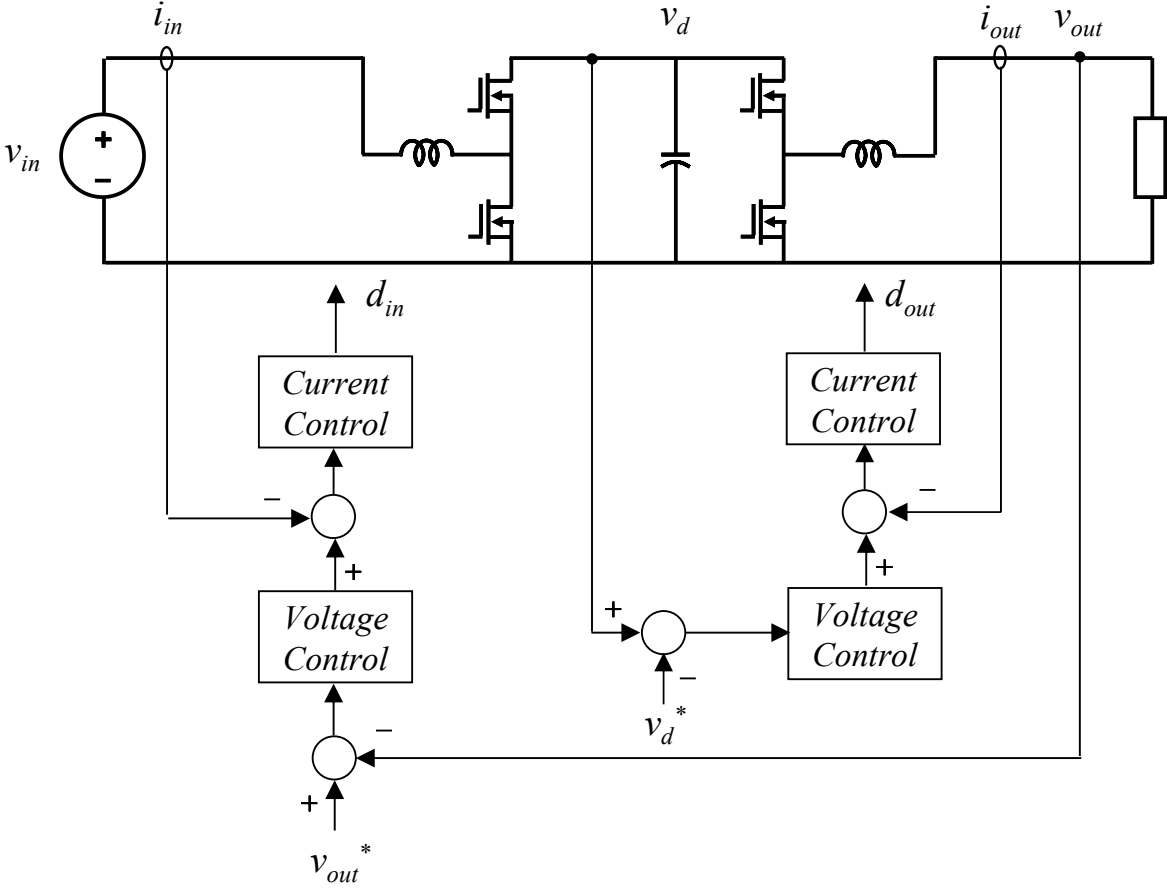 i_in
v_d
i_out
v_out
v_in
+
−
d_in
d_out
Current
Control
Current
Control
−
−
+
+
Voltage
Control
Voltage
Control
+
−
v_d*
−
+
v_out*